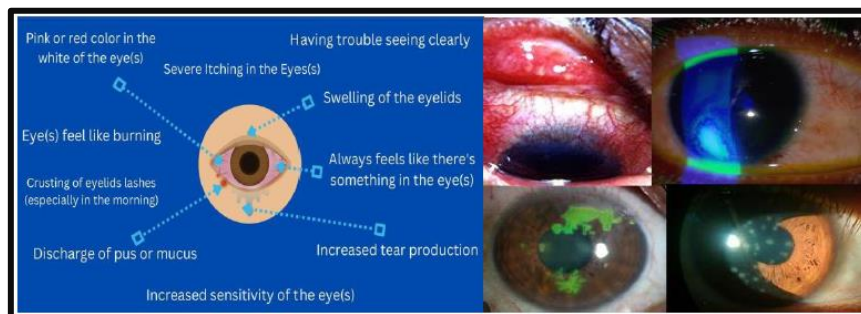 Pink or red color in the
white of the eye(s)
Having trouble seeing clearly
Severe Itching in the Eyes(s)
Swelling of the eyelids
Eye(s) feel like burning
Always feels like there's
something in the eye(s)
Crusting of eyelids lashes
(especially in the morning)
Discharge of pus or mucus
Increased tear production
Increased sensitivity of the eye(s)